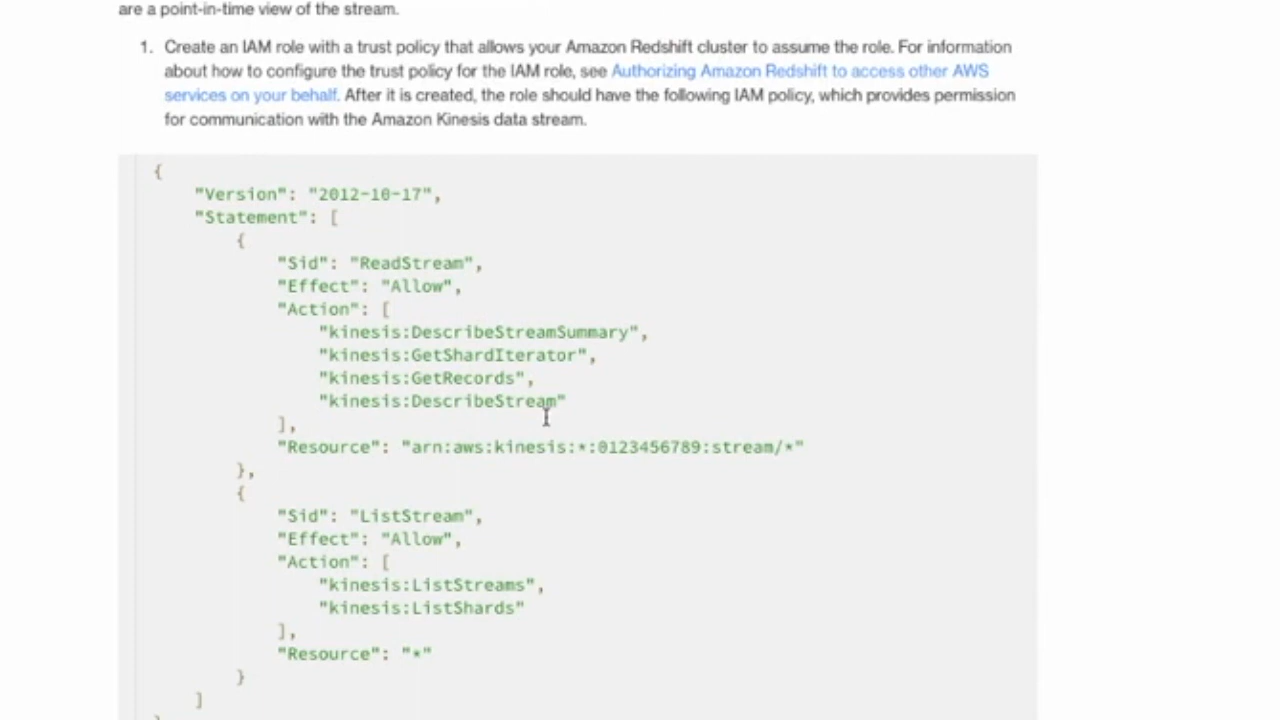 are a point-in-time view of the stream.
1. Create an IAM role with a trust policy that allows your Amazon Redshift cluster to assume the role. For information
about how to configure the trust policy for the IAM role, see Authorizing Amazon Redshift to access other AWS
services on your behalf. After it is created, the role should have the following IAM policy, which provides permission
for communication with the Amazon Kinesis data stream.
{
"Version": "2012-10-17",
"Statement": [
{
"Sid": "ReadStream",
"Effect": "Allow",
"Action": [
"kinesis:DescribeStreamSummary",
"kinesis:GetShardIterator",
"kinesis:GetRecords",
"kinesis:DescribeStream"
],
"Resource": "arn:aws:kinesis:*:0123456789:stream/*"
},
{
"Sid": "ListStream",
"Effect": "Allow",
"Action": [
"kinesis:ListStreams",
"kinesis:ListShards"
],
"Resource": "*"
}
]
}